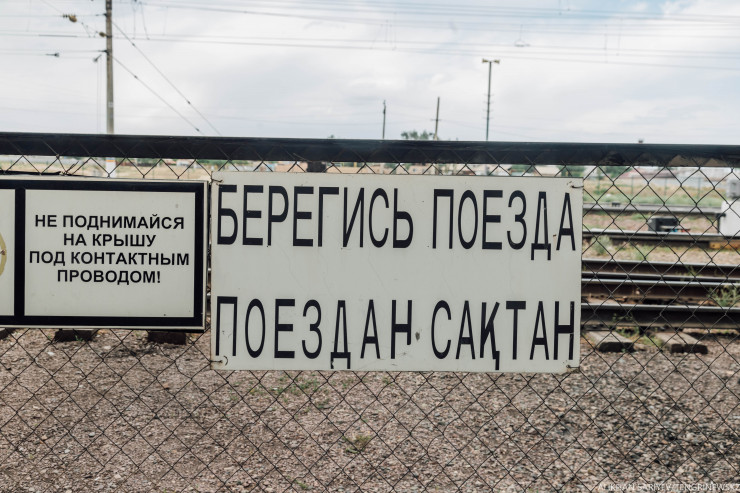 НЕ ПОДНИМАЙСЯ
НА КРЫШУ
ПОД КОНТАКТНЫМ
ПРОВОДОМ!
БЕРЕГИСЬ ПОЕЗДА
ПОЕЗДАН САҚТАН